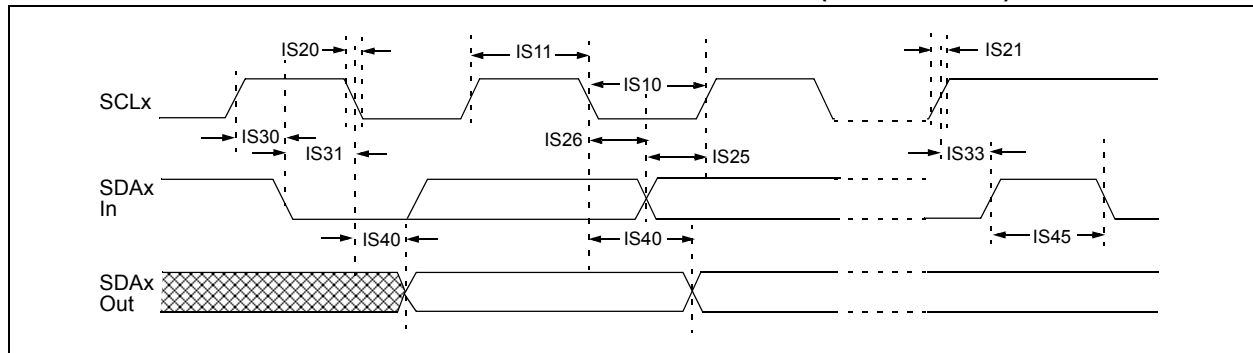 IS20
IS11
IS21
IS10
SCLx
IS30
IS26
IS31
IS25
IS33
SDAx
In
IS40
IS40
IS45
SDAx
Out